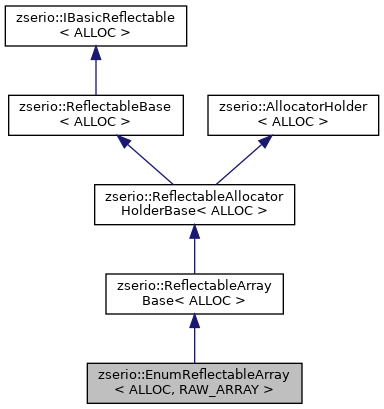 zserio::IBasicReflectable
< ALLOC >
zserio::ReflectableBase
< ALLOC >
zserio::AllocatorHolder
< ALLOC >
zserio::ReflectableAllocator
HolderBase< ALLOC >
zserio::ReflectableArray
Base< ALLOC >
zserio::EnumReflectableArray
< ALLOC, RAW_ARRAY >